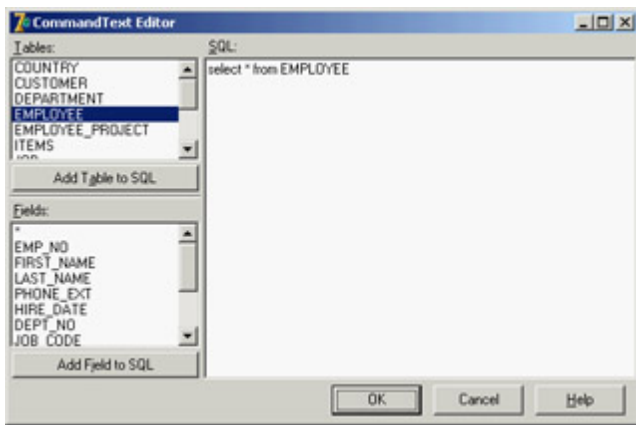 CommandText Editor
Tables:
COUNTRY
CUSTOMER
DEPARTMENT
EMPLOYEE
EMPLOYEE_PROJECT
ITEMS
Add Table to SQL
Fields:
*
EMP_NO
FIRST_NAME
LAST_NAME
PHONE_EXT
HIRE_DATE
DEPT_NO
JOB_CODE
Add Field to SQL
SQL:
select * from EMPLOYEE
OK
Cancel
Help